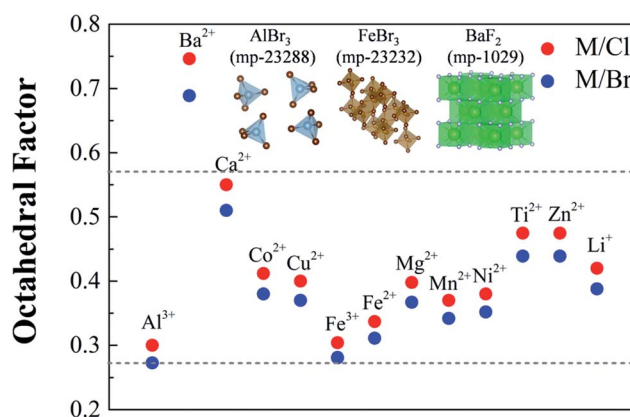 AlBr3
(mp-23288)
FeBr3
(mp-23232)
BaF2
(mp-1029)
M/Cl
M/Br
Octahedral Factor
0.8
0.7
0.6
0.5
0.4
0.3
0.2
Al3+
Ba2+
Ca2+
Co2+
Cu2+
Fe3+
Fe2+
Mg2+
Mn2+
Ni2+
Ti2+
Zn2+
Li+